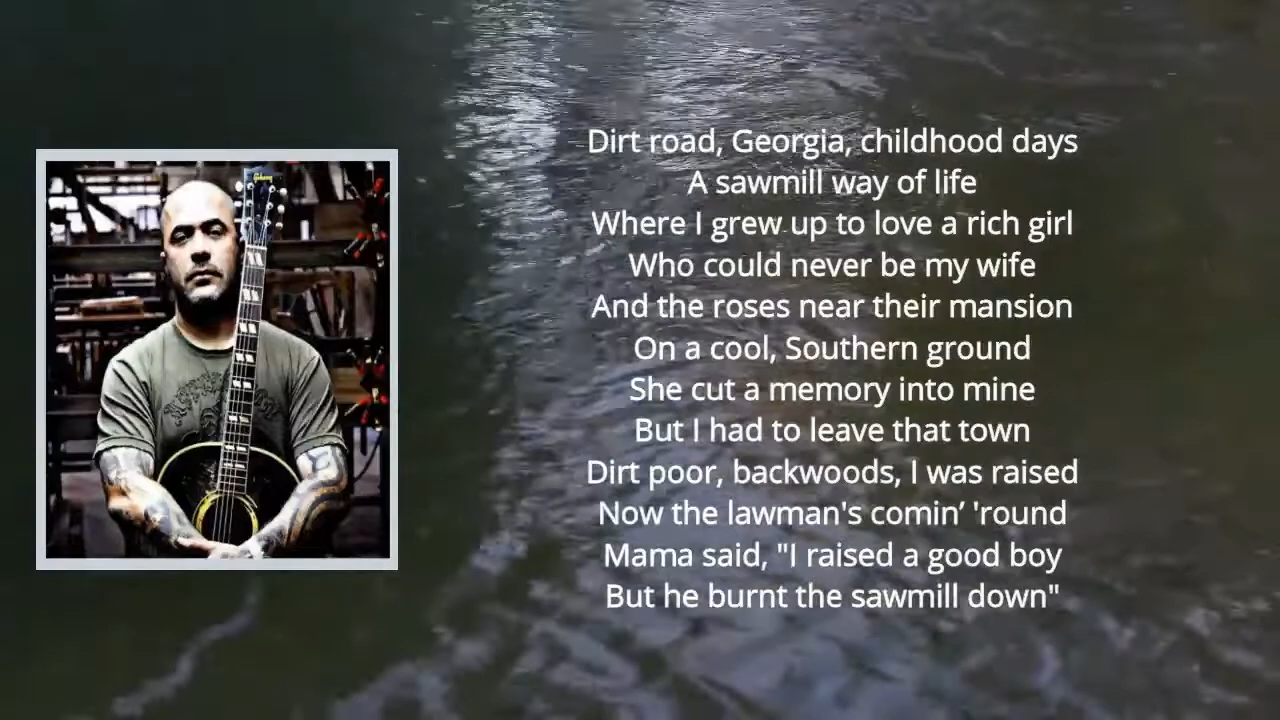 Gibson
Dirt road, Georgia, childhood days
A sawmill way of life
Where I grew up to love a rich girl
Who could never be my wife
And the roses near their mansion
On a cool, Southern ground
She cut a memory into mine
But I had to leave that town
Dirt poor, backwoods, I was raised
Now the lawman's comin’ 'round
Mama said, "I raised a good boy
But he burnt the sawmill down"